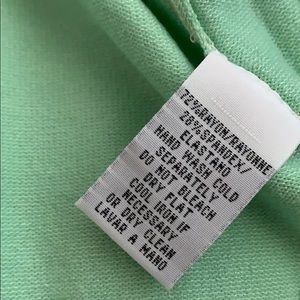 72%RAYON/RAYONNE
28%SPANDEX/
ELASTANO
HAND WASH COLD
SEPARATELY
DO NOT BLEACH
DRY FLAT
COOL IRON IF
NECESSARY
OR DRY CLEAN
LAVAR A MANO